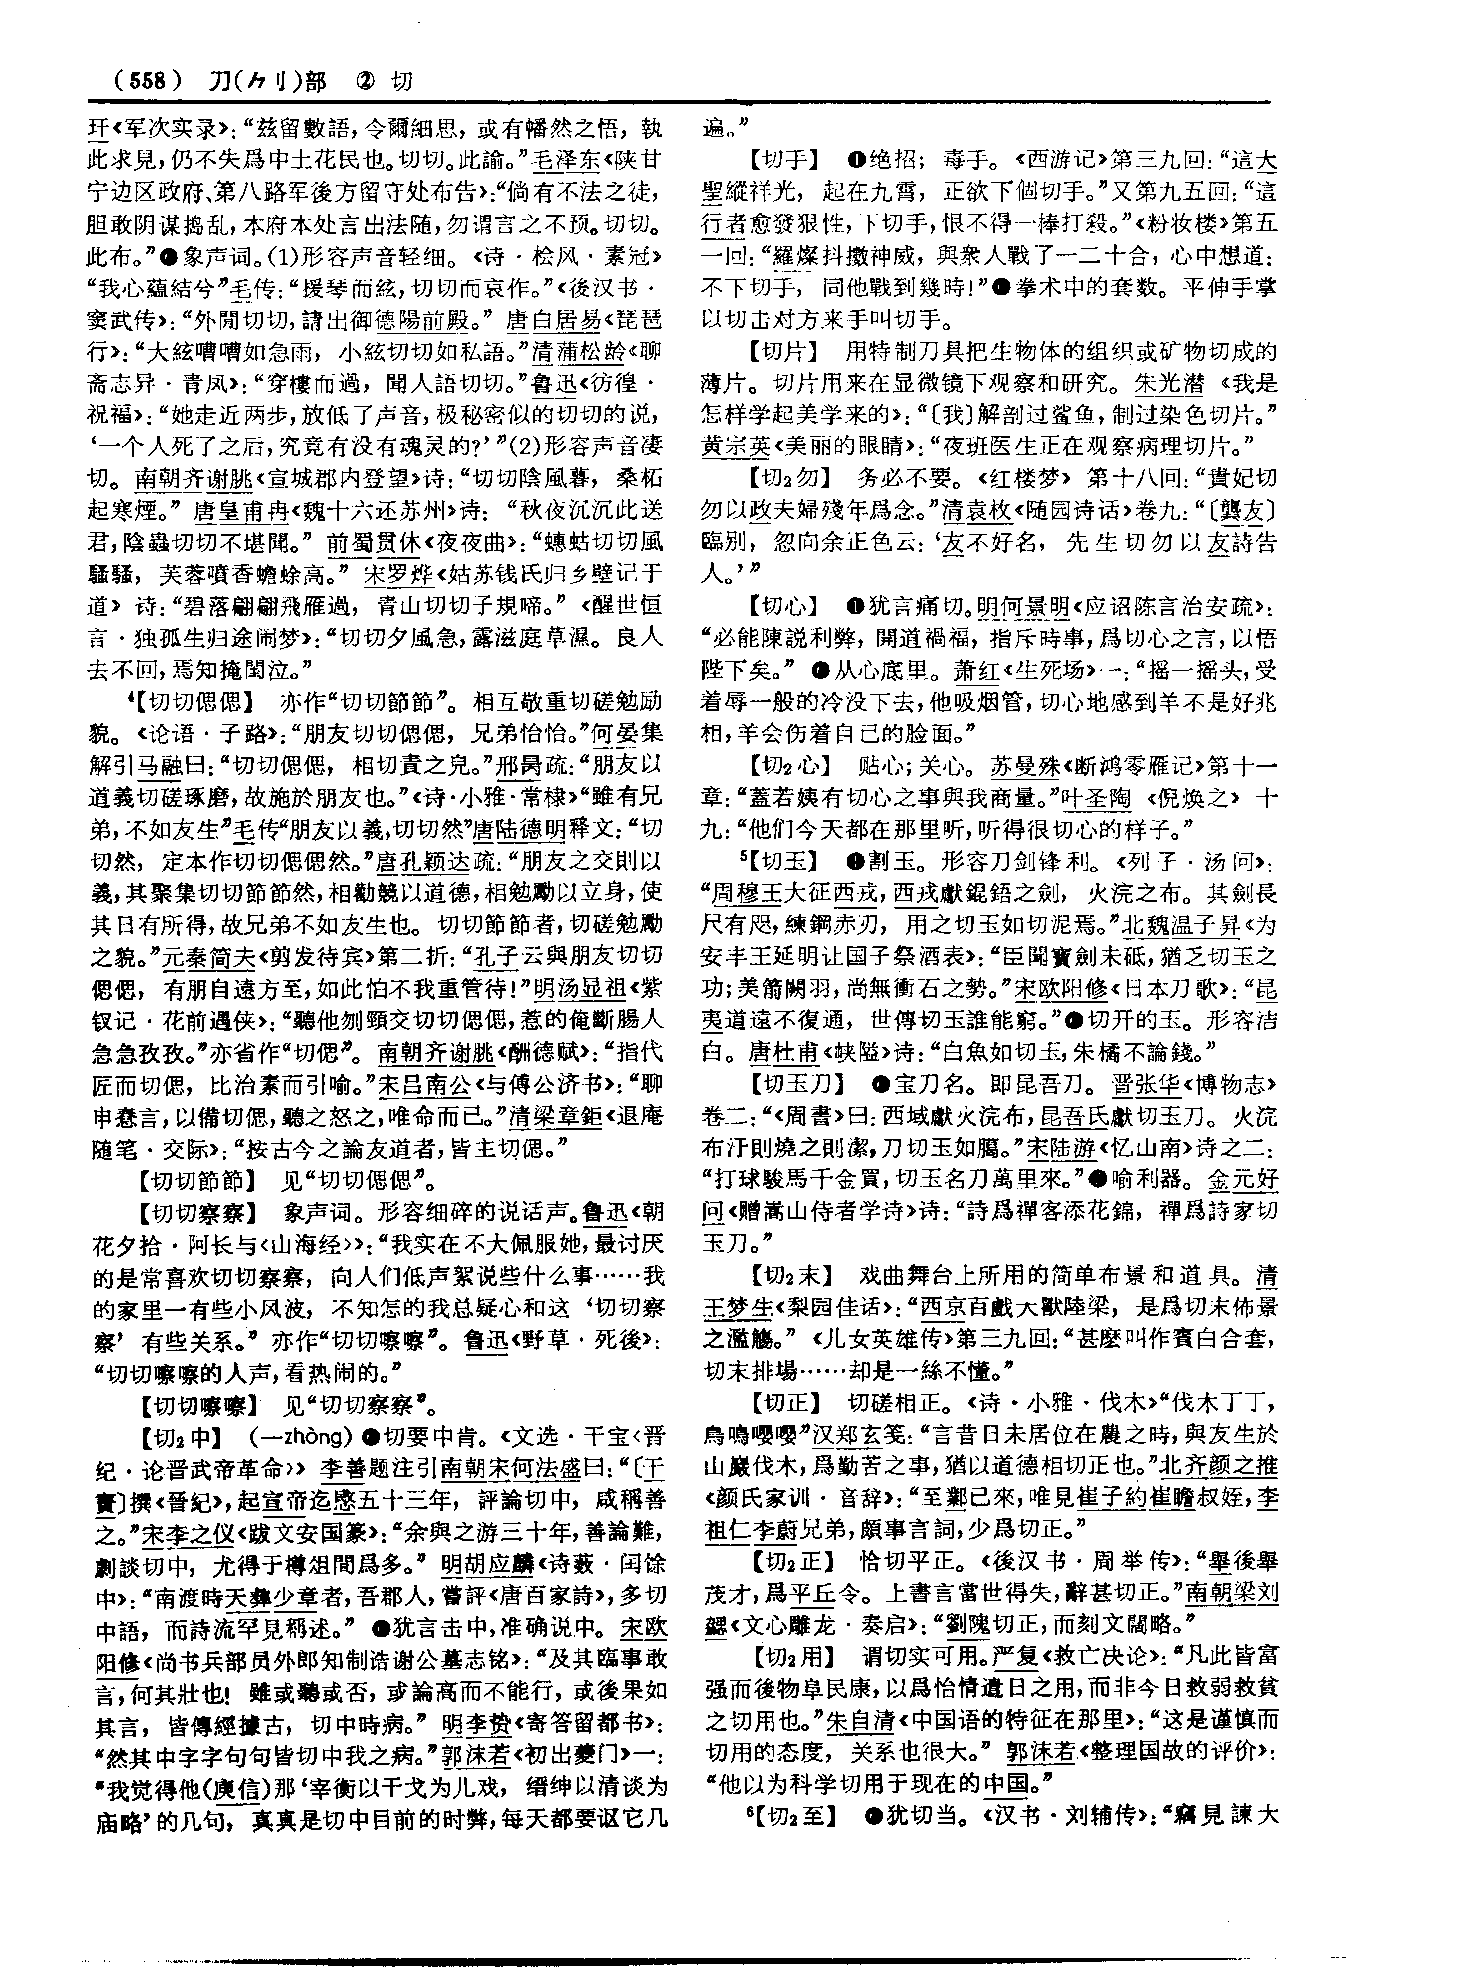 （558） 刀(⺈刂)部 ② 切
玕《军次实录》：“兹留數語，令爾細思，或有幡然之悟，執
此求見，仍不失爲中土花民也。切切。此諭。”毛泽东《陕甘
宁边区政府、第八路军後方留守处布告》：“倘有不法之徒，
胆敢阴谋捣乱，本府本处言出法随，勿谓言之不预。切切。
此布。”●象声词。(1)形容声音轻细。《诗·桧风·素冠》
“我心蘊結兮”毛传：“援琴而絃，切切而哀作。”《後汉书·
窦武传》：“外間切切，請出御德陽前殿。”唐白居易《琵琶
行》：“大絃嘈嘈如急雨，小絃切切如私語。”清蒲松龄《聊
斋志异·青凤》：“穿樓而過，聞人語切切。”鲁迅《彷徨·
祝福》：“她走近两步，放低了声音，极秘密似的切切的说，
‘一个人死了之后，究竟有没有魂灵的？’”(2)形容声音凄
切。南朝齐谢朓《宣城郡内登望》诗：“切切陰風暮，桑柘
起寒煙。”唐皇甫冉《魏十六还苏州》诗：“秋夜沉沉此送
君，陰蟲切切不堪聞。”前蜀贯休《夜夜曲》：“蟪蛄切切風
騷騷，芙蓉噴香蟾蜍高。”宋罗烨《姑苏钱氏归乡壁记于
道》诗：“碧落翩翩飛雁過，青山切切子規啼。”《醒世恒
言·独孤生归途闹梦》：“切切夕風急，露滋庭草濕。良人
去不回，焉知掩閨泣。”
⁴【切切偲偲】 亦作“切切節節”。相互敬重切磋勉励
貌。《论语·子路》：“朋友切切偲偲，兄弟怡怡。”何晏集
解引马融曰：“切切偲偲，相切責之皃。”邢昺疏：“朋友以
道義切磋琢磨，故施於朋友也。”《诗·小雅·常棣》“雖有兄
弟，不如友生”毛传“朋友以義，切切然”唐陆德明释文：“切
切然，定本作切切偲偲然。”唐孔颖达疏：“朋友之交則以
義，其聚集切切節節然，相勸競以道德，相勉勵以立身，使
其日有所得，故兄弟不如友生也。切切節節者，切磋勉勵
之貌。”元秦简夫《剪发待宾》第二折：“孔子云與朋友切切
偲偲，有朋自遠方至，如此怕不我重管待！”明汤显祖《紫
钗记·花前遇侠》：“聽他刎頸交切切偲偲，惹的俺斷腸人
急急孜孜。”亦省作“切偲”。南朝齐谢朓《酬德赋》：“指代
匠而切偲，比治素而引喻。”宋吕南公《与傅公济书》：“聊
申惷言，以備切偲，聽之怒之，唯命而已。”清梁章鉅《退庵
随笔·交际》：“按古今之論友道者，皆主切偲。”
【切切節節】 见“切切偲偲”。
【切切察察】 象声词。形容细碎的说话声。鲁迅《朝
花夕拾·阿长与〈山海经〉》：“我实在不大佩服她，最讨厌
的是常喜欢切切察察，向人们低声絮说些什么事……我
的家里一有些小风波，不知怎的我总疑心和这‘切切察
察’有些关系。”亦作“切切嚓嚓”。鲁迅《野草·死後》：
“切切嚓嚓的人声，看热闹的。”
【切切嚓嚓】 见“切切察察”。
【切₂中】 (—zhòng) ●切要中肯。《文选·干宝〈晋
纪·论晋武帝革命〉》李善题注引南朝宋何法盛曰：“〔干
寶〕撰《晉紀》，起宣帝迄愍五十三年，評論切中，咸稱善
之。”宋李之仪《跋文安国篆》：“余與之游三十年，善論難，
劇談切中，尤得于樽俎間爲多。”明胡应麟《诗薮·闰馀
中》：“南渡時天彝少章者，吾郡人，嘗評《唐百家詩》，多切
中語，而詩流罕見稱述。”●犹言击中，准确说中。宋欧
阳修《尚书兵部员外郎知制诰谢公墓志铭》：“及其臨事敢
言，何其壯也！雖或聽或否，或論高而不能行，或後果如
其言，皆傳經據古，切中時病。”明李贽《寄答留都书》：
“然其中字字句句皆切中我之病。”郭沫若《初出夔门》一：
“我觉得他（庾信）那‘宰衡以干戈为儿戏，缙绅以清谈为
庙略’的几句，真真是切中目前的时弊，每天都要讴它几
遍。”
【切手】 ❶绝招；毒手。《西游记》第三九回：“這大
聖縱祥光，起在九霄，正欲下個切手。”又第九五回：“這
行者愈發狠性，下切手，恨不得一棒打殺。”《粉妆楼》第五
一回：“羅燦抖擻神威，與衆人戰了一二十合，心中想道：
不下切手，同他戰到幾時！”●拳术中的套数。平伸手掌
以切击对方来手叫切手。
【切片】 用特制刀具把生物体的组织或矿物切成的
薄片。切片用来在显微镜下观察和研究。朱光潜《我是
怎样学起美学来的》：“〔我〕解剖过鲨鱼，制过染色切片。”
黄宗英《美丽的眼睛》：“夜班医生正在观察病理切片。”
【切₂勿】 务必不要。《红楼梦》第十八回：“貴妃切
勿以政夫婦殘年爲念。”清袁枚《随园诗话》卷九：“〔龔友〕
臨别，忽向余正色云：‘友不好名，先生切勿以友詩告
人。’”
【切心】 ❶犹言痛切。明何景明《应诏陈言治安疏》：
“必能陳説利弊，開道禍福，指斥時事，爲切心之言，以悟
陛下矣。”●从心底里。萧红《生死场》一：“摇一摇头，受
着辱一般的冷没下去，他吸烟管，切心地感到羊不是好兆
相，羊会伤着自己的脸面。”
【切₂心】 贴心；关心。苏曼殊《断鸿零雁记》第十一
章：“蓋若姨有切心之事與我商量。”叶圣陶《倪焕之》十
九：“他们今天都在那里听，听得很切心的样子。”
⁵【切玉】 ❶割玉。形容刀剑锋利。《列子·汤问》：
“周穆王大征西戎，西戎獻錕鋙之劍，火浣之布。其劍長
尺有咫，練鋼赤刃，用之切玉如切泥焉。”北魏温子昇《为
安丰王延明让国子祭酒表》：“臣聞寶劍未砥，猶乏切玉之
功；美箭闕羽，尚無衝石之勢。”宋欧阳修《日本刀歌》：“昆
夷道遠不復通，世傳切玉誰能窮。”●切开的玉。形容洁
白。唐杜甫《峡隘》诗：“白魚如切玉，朱橘不論錢。”
【切玉刀】 ●宝刀名。即昆吾刀。晋张华《博物志》
卷二：“《周書》曰：西域獻火浣布，昆吾氏獻切玉刀。火浣
布汙則燒之則潔，刀切玉如臈。”宋陆游《忆山南》诗之二：
“打球駿馬千金買，切玉名刀萬里來。”●喻利器。金元好
问《赠嵩山侍者学诗》诗：“詩爲禪客添花錦，禪爲詩家切
玉刀。”
【切₂末】 戏曲舞台上所用的简单布景和道具。清
王梦生《梨园佳话》：“西京百戲大獸陸梁，是爲切末佈景
之濫觴。”《儿女英雄传》第三九回：“甚麽叫作賓白合套，
切末排場……却是一絲不懂。”
【切正】 切磋相正。《诗·小雅·伐木》“伐木丁丁，
鳥鳴嚶嚶”汉郑玄笺：“言昔日未居位在農之時，與友生於
山巖伐木，爲勤苦之事，猶以道德相切正也。”北齐颜之推
《颜氏家训·音辞》：“至鄴已來，唯見崔子約崔瞻叔姪，李
祖仁李蔚兄弟，頗事言詞，少爲切正。”
【切₂正】 恰切平正。《後汉书·周举传》：“舉後舉
茂才，爲平丘令。上書言當世得失，辭甚切正。”南朝梁刘
勰《文心雕龙·奏启》：“劉隗切正，而刻文闊略。”
【切₂用】 谓切实可用。严复《救亡决论》：“凡此皆富
强而後物阜民康，以爲怡情遣日之用，而非今日救弱救貧
之切用也。”朱自清《中国语的特征在那里》：“这是谨慎而
切用的态度，关系也很大。”郭沫若《整理国故的评价》：
“他以为科学切用于现在的中国。”
⁶【切₂至】 ●犹切当。《汉书·刘辅传》：“竊見諫大